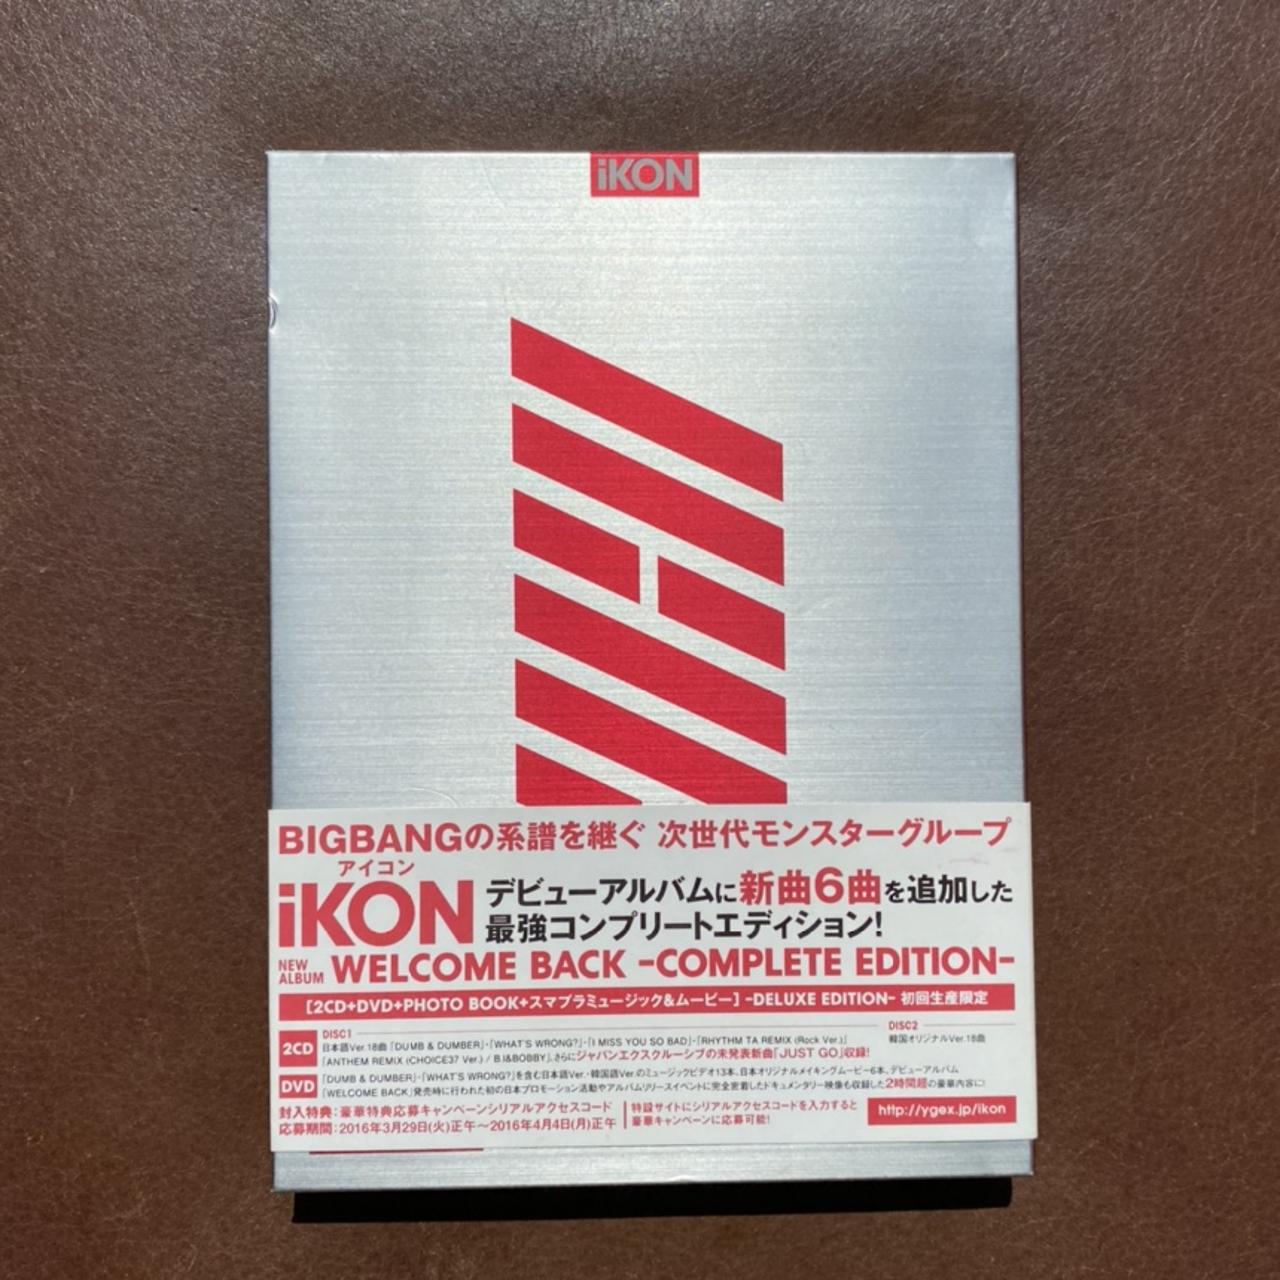 iKON
BIGBANGの系譜を継ぐ 次世代モンスターグループ
アイコン
iKON
デビューアルバムに新曲6曲を追加した
最強コンプリートエディション!
NEW ALBUM WELCOME BACK -COMPLETE EDITION-
[2CD+DVD+PHOTO BOOK+スマプラミュージック&ムービー] -DELUXE EDITION- 初回生産限定
2CD
DISC1
日本語Ver.18曲「DUMB & DUMBER」・「WHAT'S WRONG?」・「I MISS YOU SO BAD」・「RHYTHM TA REMIX (Rock Ver.)」
「ANTHEM REMIX (CHOICE37 Ver.) / B.I&BOBBY」、さらにジャパンエクスクルーシブの未発表新曲「JUST GO」収録!
DISC2
韓国オリジナルVer.18曲
DVD
「DUMB & DUMBER」・「WHAT'S WRONG?」を含む日本語Ver.・韓国語Ver.のミュージックビデオ13本、日本オリジナルメイキングムービー6本、デビューアルバム
「WELCOME BACK」発売時に行われた初の日本プロモーション活動やアルバムリリースイベントに完全密着したドキュメンタリー映像も収録した2時間超の豪華内容に!
封入特典:豪華特典応募キャンペーンシリアルアクセスコード
応募期間:2016年3月29日(火)正午〜2016年4月4日(月)正午
特設サイトにシリアルアクセスコードを入力すると
豪華キャンペーンに応募可能!
http://ygex.jp/ikon